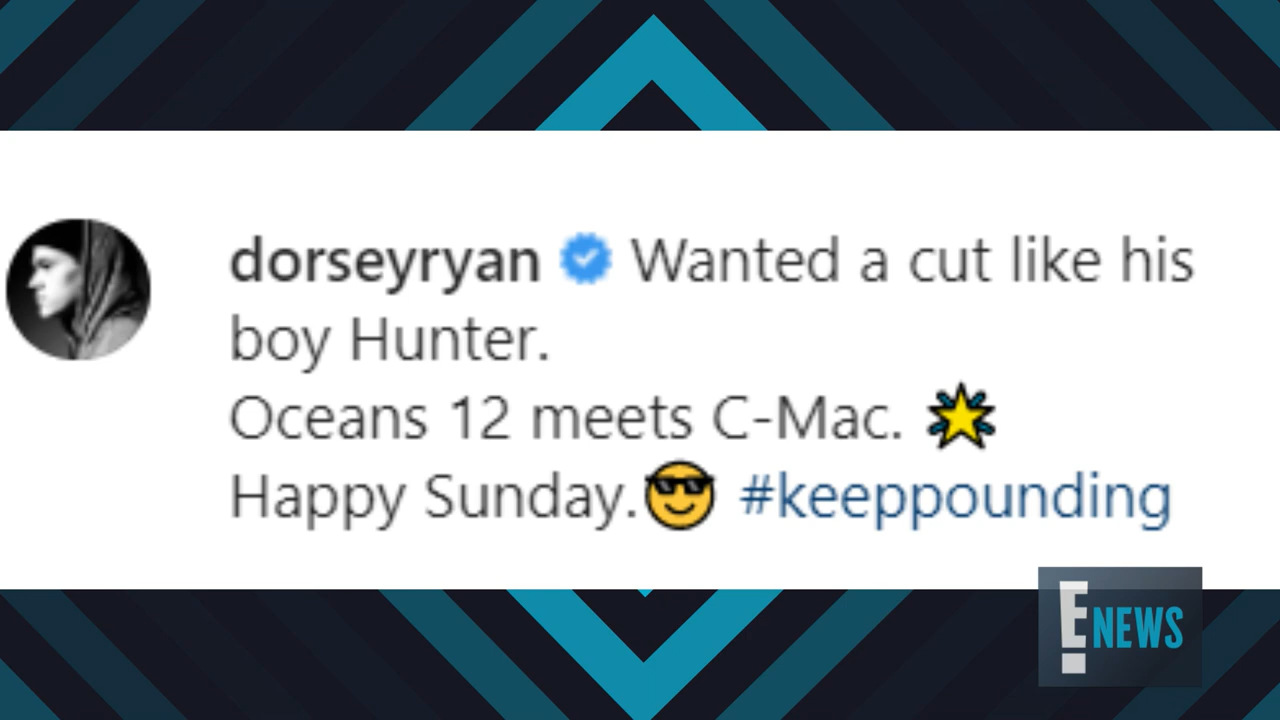 dorseyryan Wanted a cut like his
boy Hunter.
Oceans 12 meets C-Mac. 🌟
Happy Sunday.😎 #keeppounding
E! NEWS